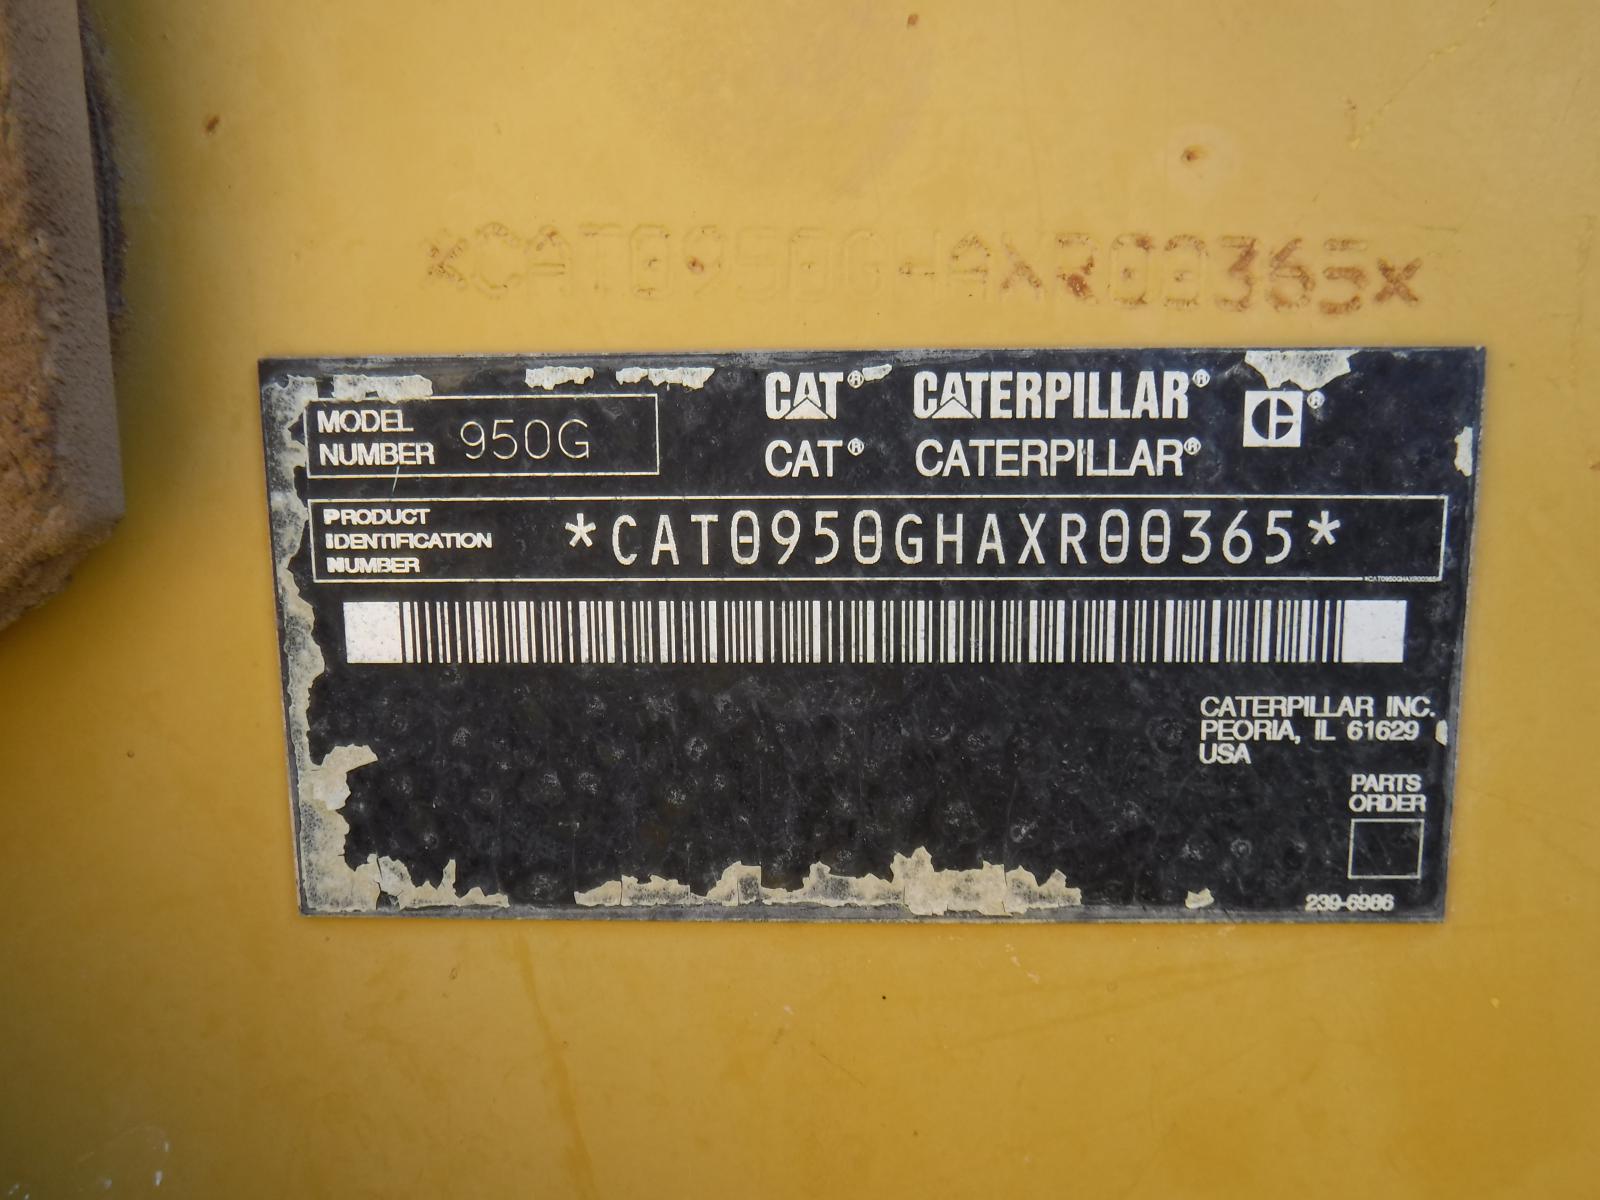 *CAT0950GHAXR00365*
CAT® CATERPILLAR® ®
MODEL
NUMBER 950G
CAT® CATERPILLAR®
PRODUCT
IDENTIFICATION
NUMBER
*CAT0950GHAXR00365*
*CAT0950GHAXR00365*
CATERPILLAR INC.
PEORIA, IL 61629
USA
PARTS
ORDER
239-6986